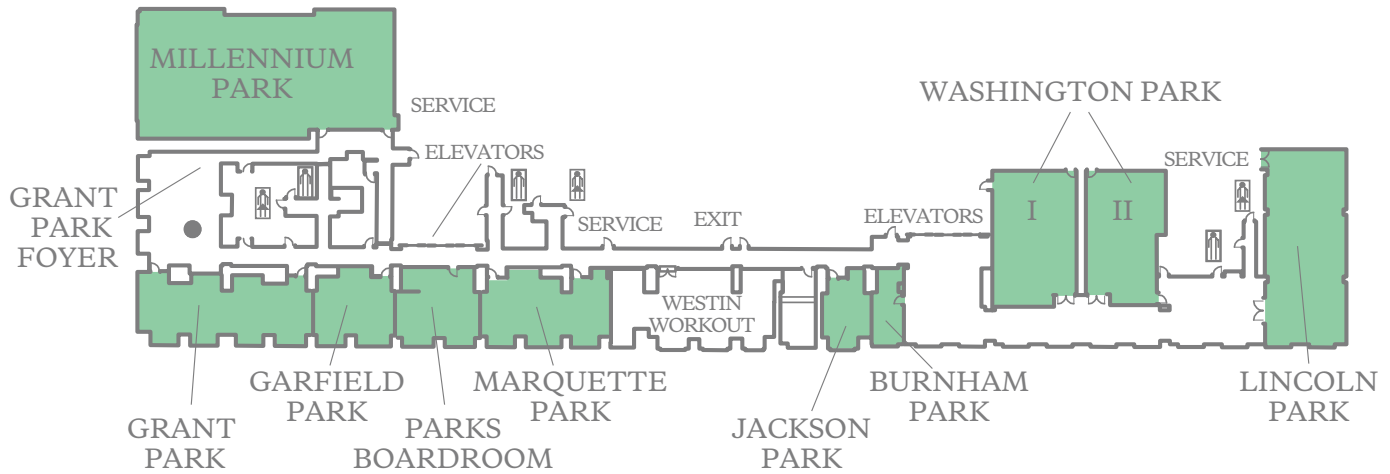 MILLENNIUM
PARK
SERVICE
WASHINGTON PARK
ELEVATORS
SERVICE
GRANT
PARK
FOYER
I
II
SERVICE
EXIT
ELEVATORS
WESTIN
WORKOUT
GARFIELD
PARK
MARQUETTE
PARK
BURNHAM
PARK
LINCOLN
PARK
GRANT
PARK
PARKS
BOARDROOM
JACKSON
PARK